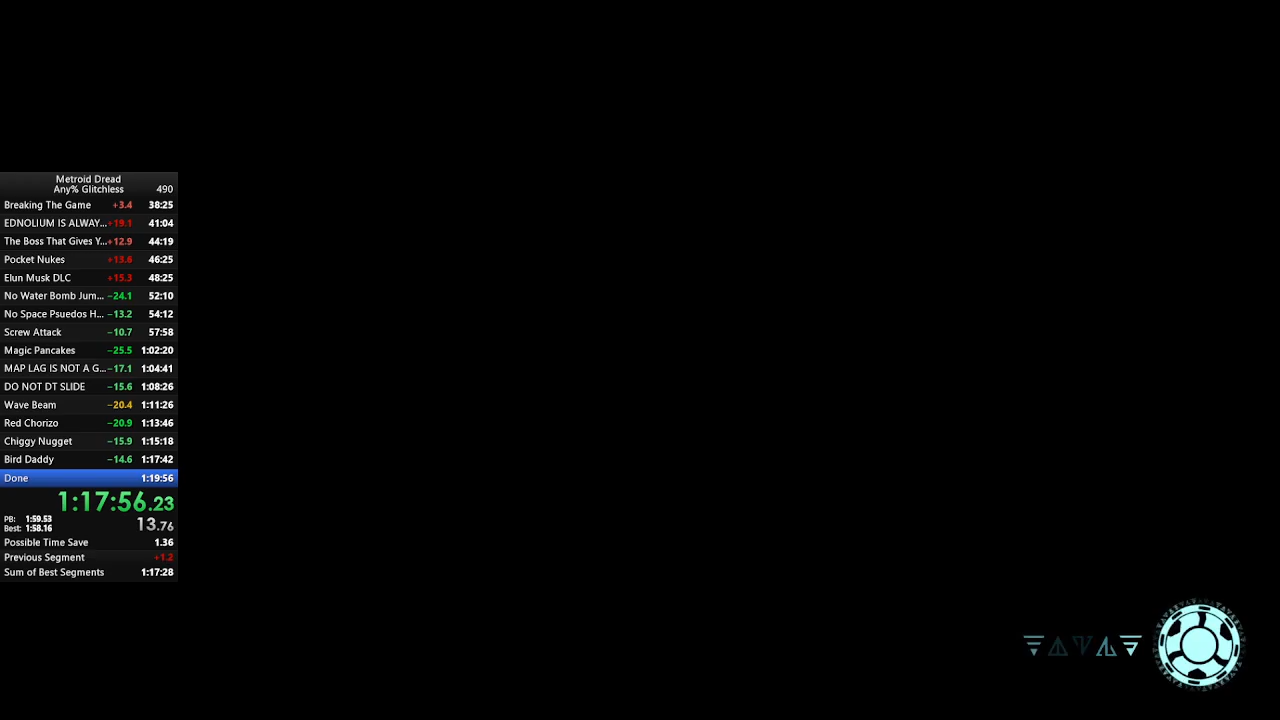 Metroid Dread
Any% Glitchless 490
Breaking The Game +3.4 38:25
EDNOLIUM IS ALWAY... +19.1 41:04
The Boss That Gives Y... +12.9 44:19
Pocket Nukes +13.6 46:25
Elun Musk DLC +15.3 48:25
No Water Bomb Jum... −24.1 52:10
No Space Psuedos H... −13.2 54:12
Screw Attack −10.7 57:58
Magic Pancakes −25.5 1:02:20
MAP LAG IS NOT A G... −17.1 1:04:41
DO NOT DT SLIDE −15.6 1:08:26
Wave Beam −20.4 1:11:26
Red Chorizo −20.9 1:13:46
Chiggy Nugget −15.9 1:15:18
Bird Daddy −14.6 1:17:42
Done 1:19:56
1:17:56.23
PB: 1:59.53 13.76
Best: 1:58.16
Possible Time Save 1.36
Previous Segment +1.2
Sum of Best Segments 1:17:28